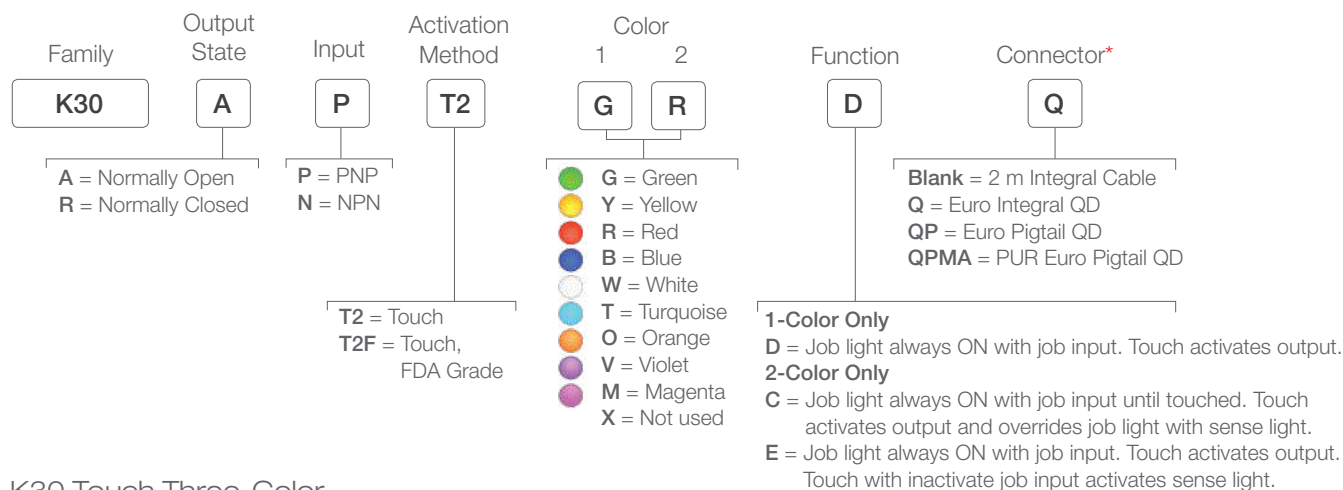 Family
Output
State
Input
Activation
Method
Color
1 2
Function
Connector*
K30 A P T2 G R D Q
A = Normally Open
R = Normally Closed
P = PNP
N = NPN
T2 = Touch
T2F = Touch,
FDA Grade
G = Green
Y = Yellow
R = Red
B = Blue
W = White
T = Turquoise
O = Orange
V = Violet
M = Magenta
X = Not used
Blank = 2 m Integral Cable
Q = Euro Integral QD
QP = Euro Pigtail QD
QPMA = PUR Euro Pigtail QD
1-Color Only
D = Job light always ON with job input. Touch activates output.
2-Color Only
C = Job light always ON with job input until touched. Touch
activates output and overrides job light with sense light.
E = Job light always ON with job input. Touch activates output.
Touch with inactivate job input activates sense light.
K30 Touch Three-Color